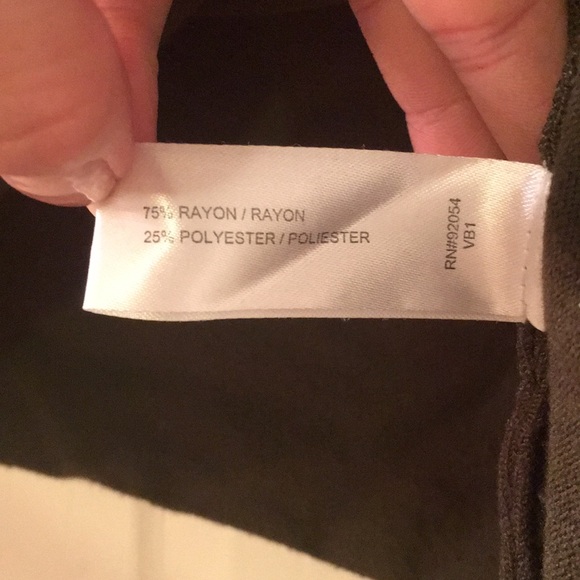 75% RAYON / RAYON
25% POLYESTER / POLIESTER
RN#92054
VB1